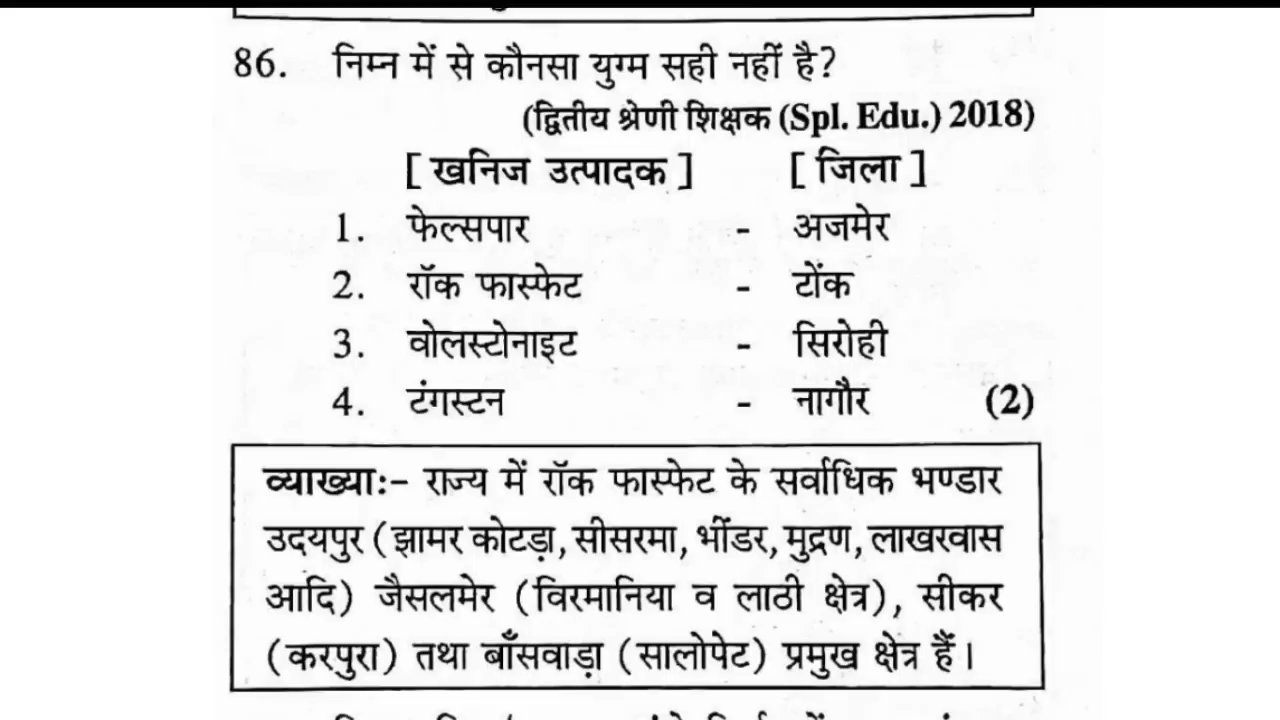 86. निम्न में से कौनसा युग्म सही नहीं है?
(द्वितीय श्रेणी शिक्षक (Spl. Edu.) 2018)
[ खनिज उत्पादक ] [ जिला ]
1. फेल्सपार - अजमेर
2. रॉक फास्फेट - टोंक
3. वोलस्टोनाइट - सिरोही
4. टंगस्टन - नागौर (2)
व्याख्याः- राज्य में रॉक फास्फेट के सर्वाधिक भण्डार
उदयपुर (झामर कोटड़ा, सीसरमा, भींडर, मुद्रण, लाखरवास
आदि) जैसलमेर (विरमानिया व लाठी क्षेत्र), सीकर
(करपुरा) तथा बाँसवाड़ा (सालोपेट) प्रमुख क्षेत्र हैं।